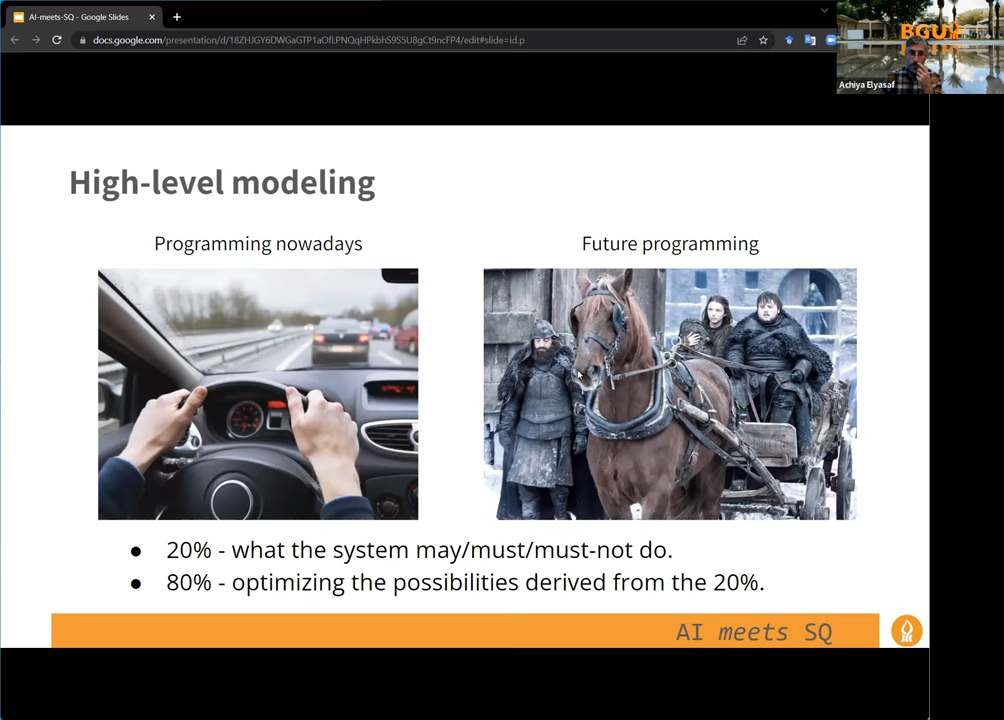 AI-meets-SQ - Google Slides
docs.google.com/presentation/d/18ZHJGY6DWGaGTP1aOfLPNQqHPkbhS9S5U8gCt9ncFP4/edit#slide=id.p
BGU
Achiya Elyasaf
High-level modeling
Programming nowadays
Future programming
20% - what the system may/must/must-not do.
80% - optimizing the possibilities derived from the 20%.
AI meets SQ